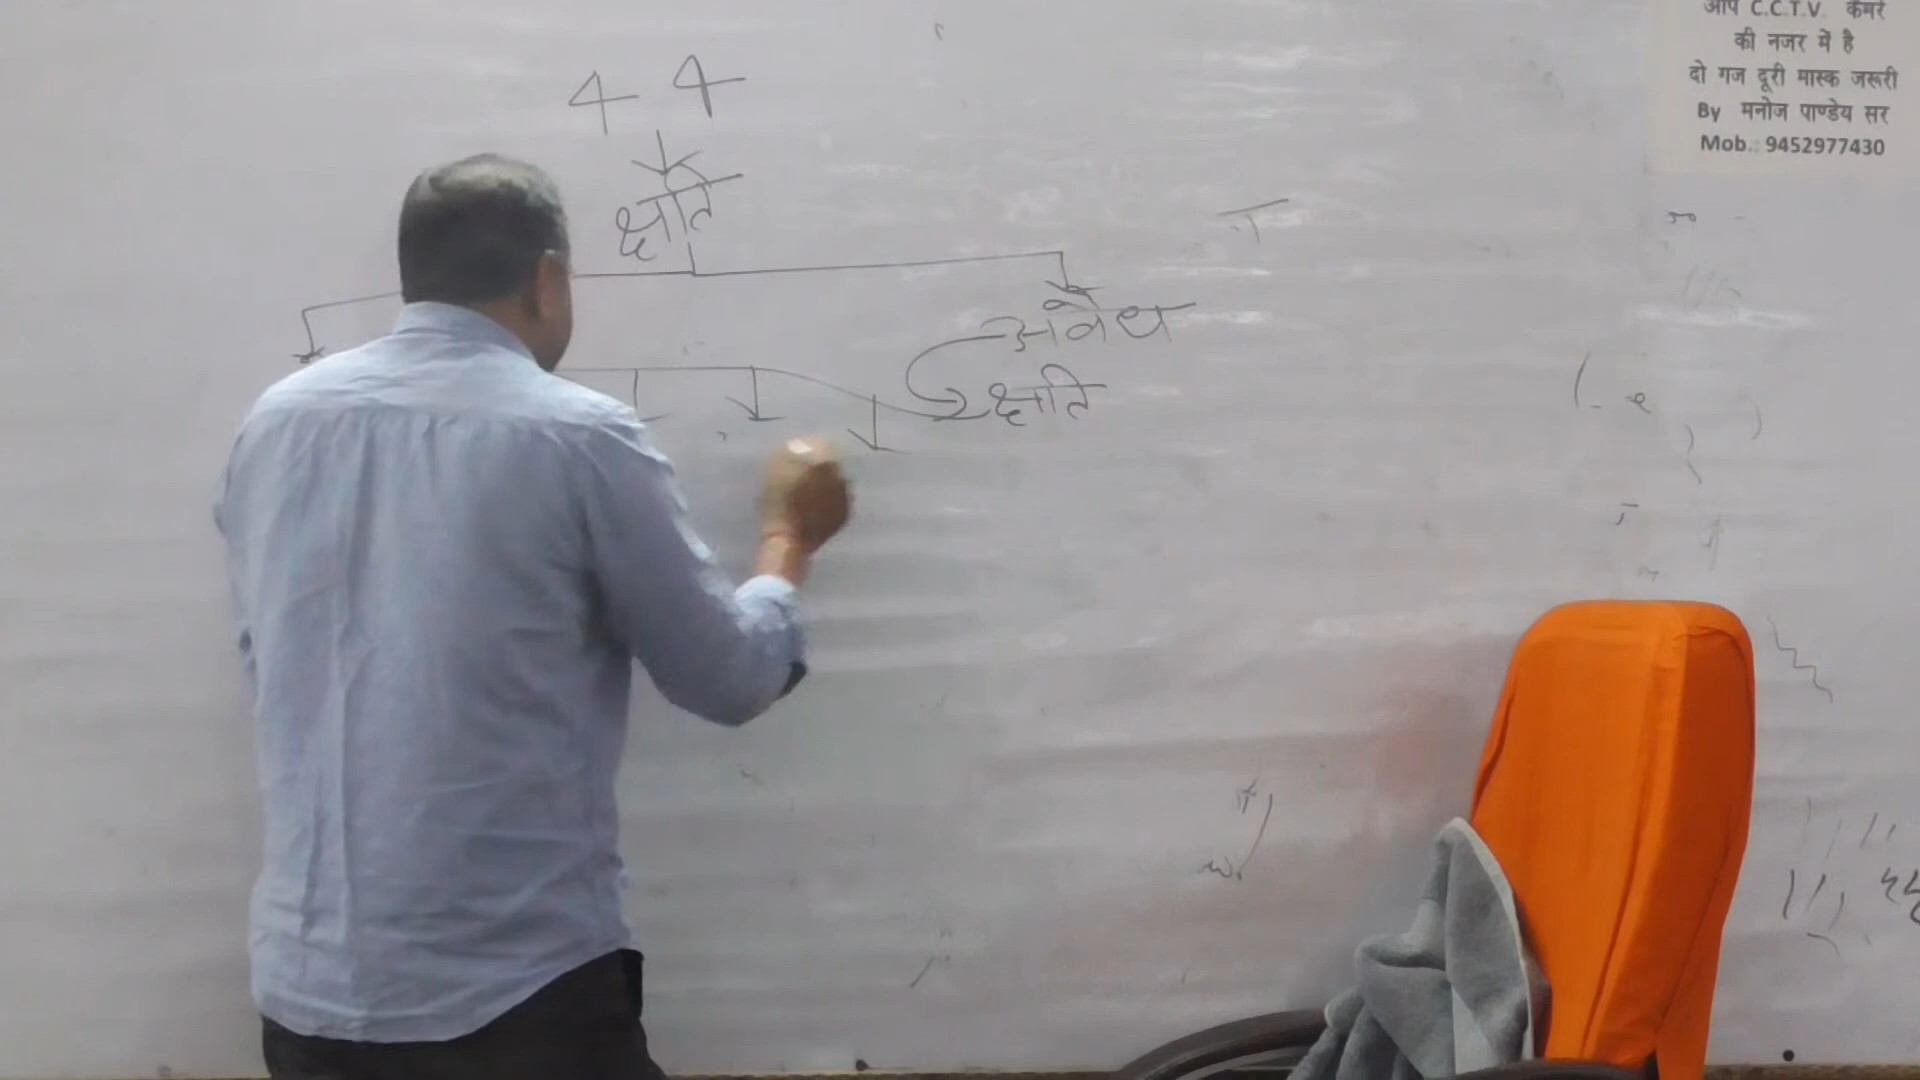 44
क्षति
अवैध
क्षति
आप C.C.T.V. कैमरे
की नजर में है
दो गज दूरी मास्क जरूरी
By मनोज पाण्डेय सर
Mob.: 9452977430